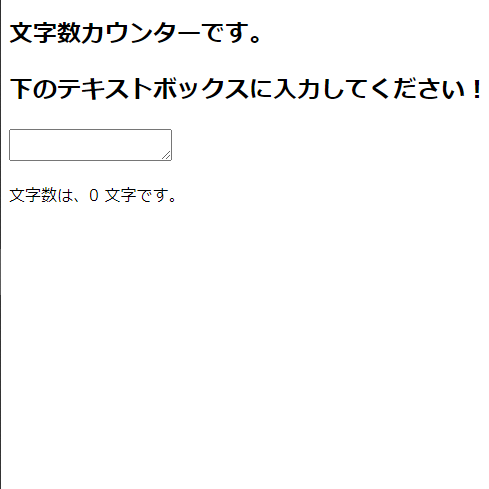 文字数カウンターです。
下のテキストボックスに入力してください！
文字数は、0 文字です。